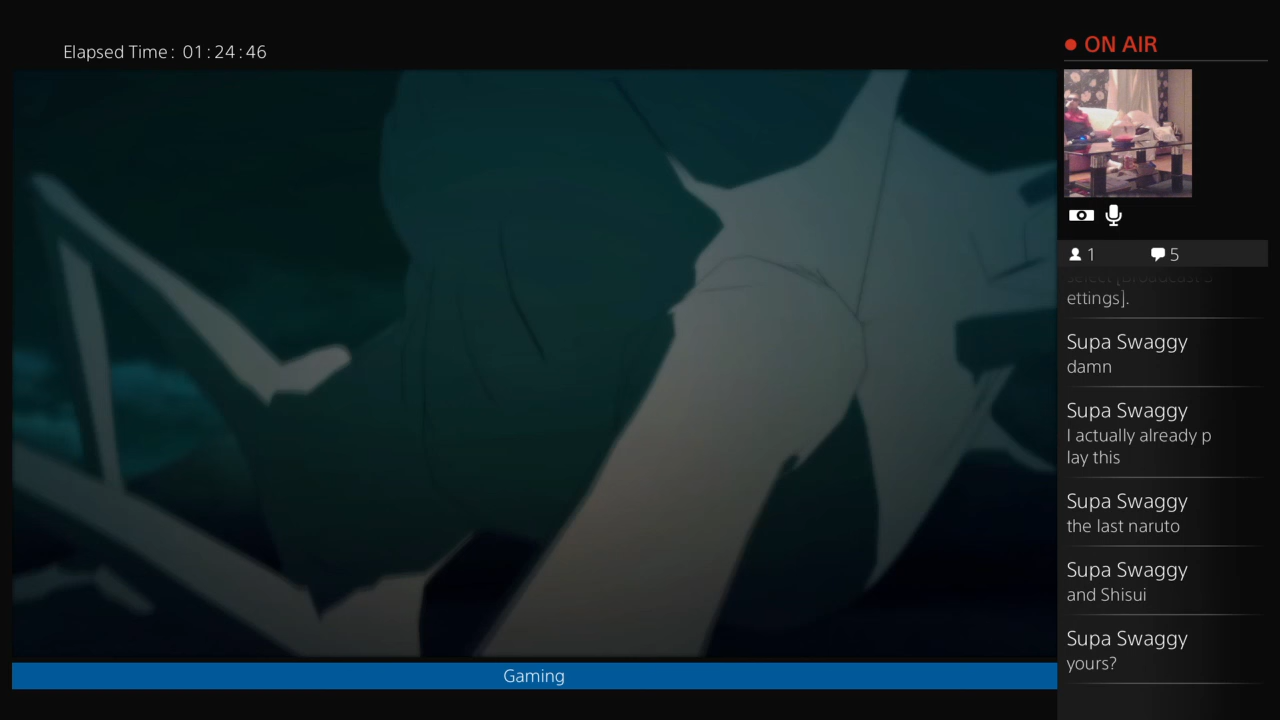 Elapsed Time: 01:24:46
ON AIR
1
5
ettings].
Supa Swaggy
damn
Supa Swaggy
I actually already p
lay this
Supa Swaggy
the last naruto
Supa Swaggy
and Shisui
Supa Swaggy
yours?
Gaming